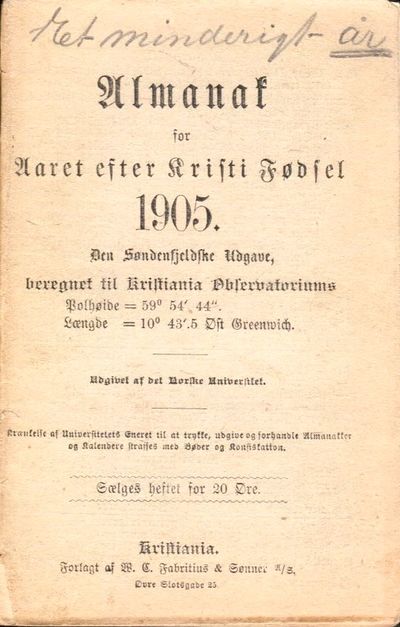 Et minderigt år
Almanak
for
Aaret efter Kristi Fødsel
1905.
Den Søndenfjeldske Udgave,
beregnet til Kristiania Observatoriums
Polhøide = 59° 54′ 44″.
Længde = 10° 43′.5 Øst Greenwich.
Udgivet af det Norske Universitet.
Krænkelse af Universitetets Eneret til at trykke, udgive og forhandle Almanakker
og Kalendere straffes med Bøder og Konfiskation.
Sælges heftet for 20 Øre.
Kristiania.
Forlagt af W. C. Fabritius & Sønner A/S.
Øvre Slotsgade 25.